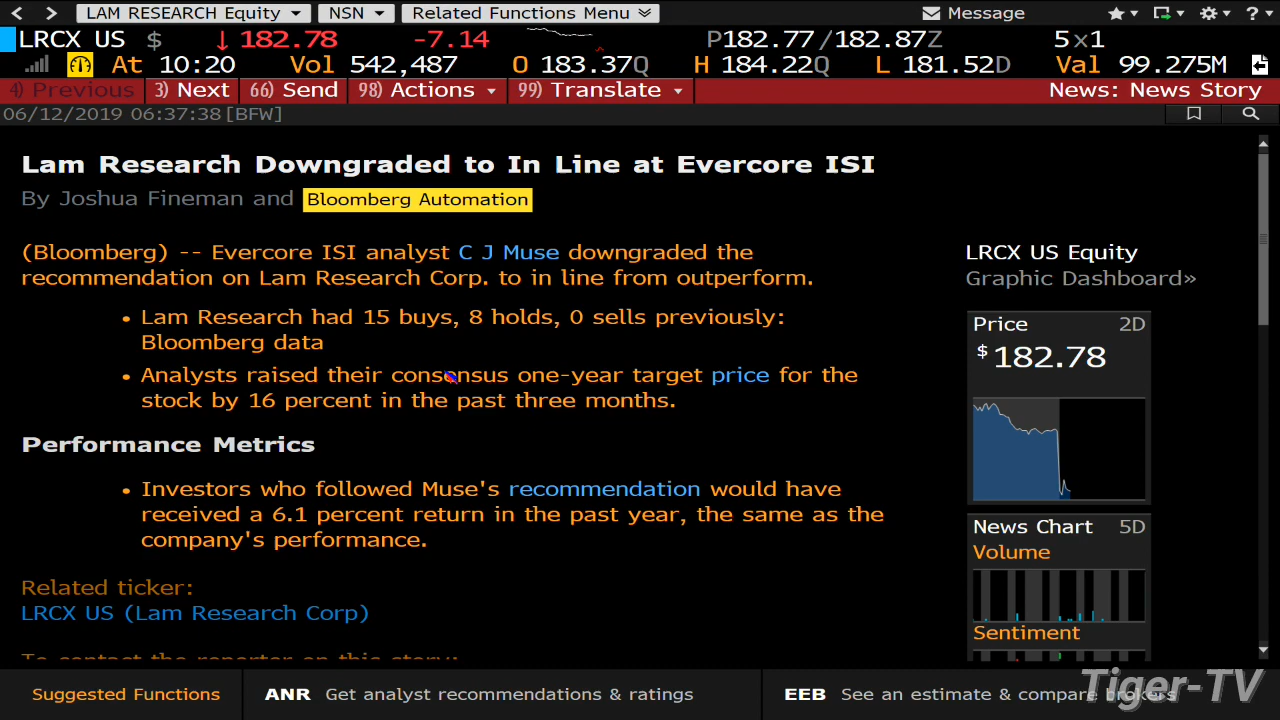 LAM RESEARCH Equity NSN Related Functions Menu Message ?
LRCX US $ ↓ 182.78 -7.14 P182.77/182.87Z 5x1
At 10:20 Vol 542,487 O 183.37Q H 184.22Q L 181.52D Val 99.275M
4) Previous 3) Next 66) Send 98) Actions 99) Translate News: News Story
06/12/2019 06:37:38 [BFW]
Lam Research Downgraded to In Line at Evercore ISI
By Joshua Fineman and Bloomberg Automation
(Bloomberg) -- Evercore ISI analyst C J Muse downgraded the
recommendation on Lam Research Corp. to in line from outperform.
• Lam Research had 15 buys, 8 holds, 0 sells previously:
Bloomberg data
• Analysts raised their consensus one-year target price for the
stock by 16 percent in the past three months.
Performance Metrics
• Investors who followed Muse's recommendation would have
received a 6.1 percent return in the past year, the same as the
company's performance.
Related ticker:
LRCX US (Lam Research Corp)
To contact the reporter on this story:
LRCX US Equity
Graphic Dashboard»
Price 2D
$182.78
News Chart 5D
Volume
Sentiment
Suggested Functions ANR Get analyst recommendations & ratings EEB See an estimate & compare brokers
Tiger-TV